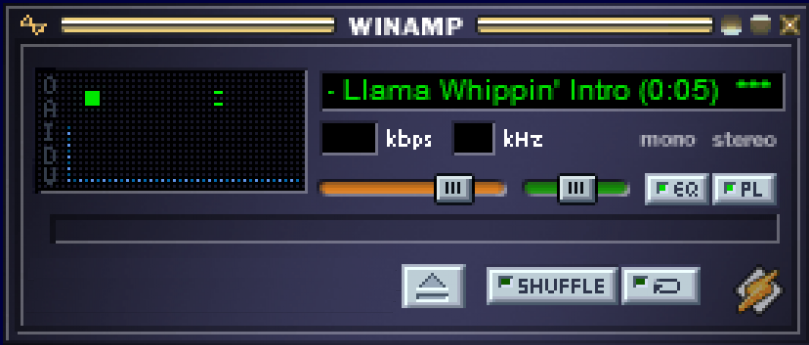 WINAMP
O
A
I
D
V
- Llama Whippin' Intro (0:05) ***
kbps
kHz
mono stereo
EQ
PL
SHUFFLE